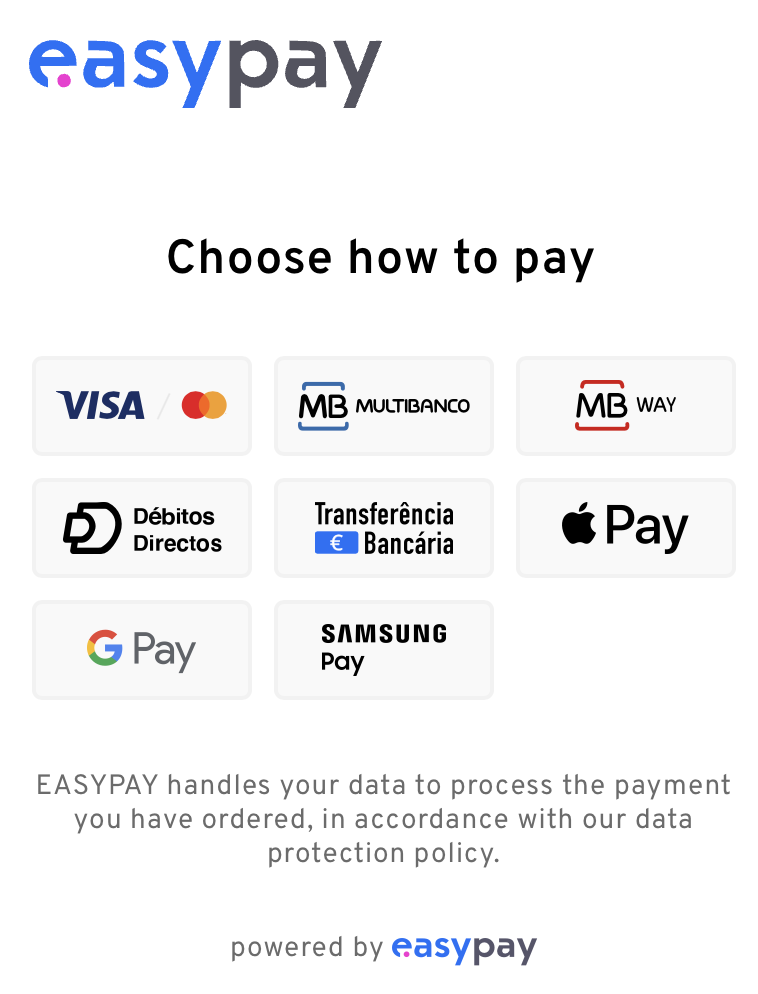 easypay
Choose how to pay
VISA
MB MULTIBANCO
MB WAY
Débitos
Directos
Transferência
€ Bancária
Pay
G Pay
SAMSUNG
Pay
EASYPAY handles your data to process the payment
you have ordered, in accordance with our data
protection policy.
powered by easypay